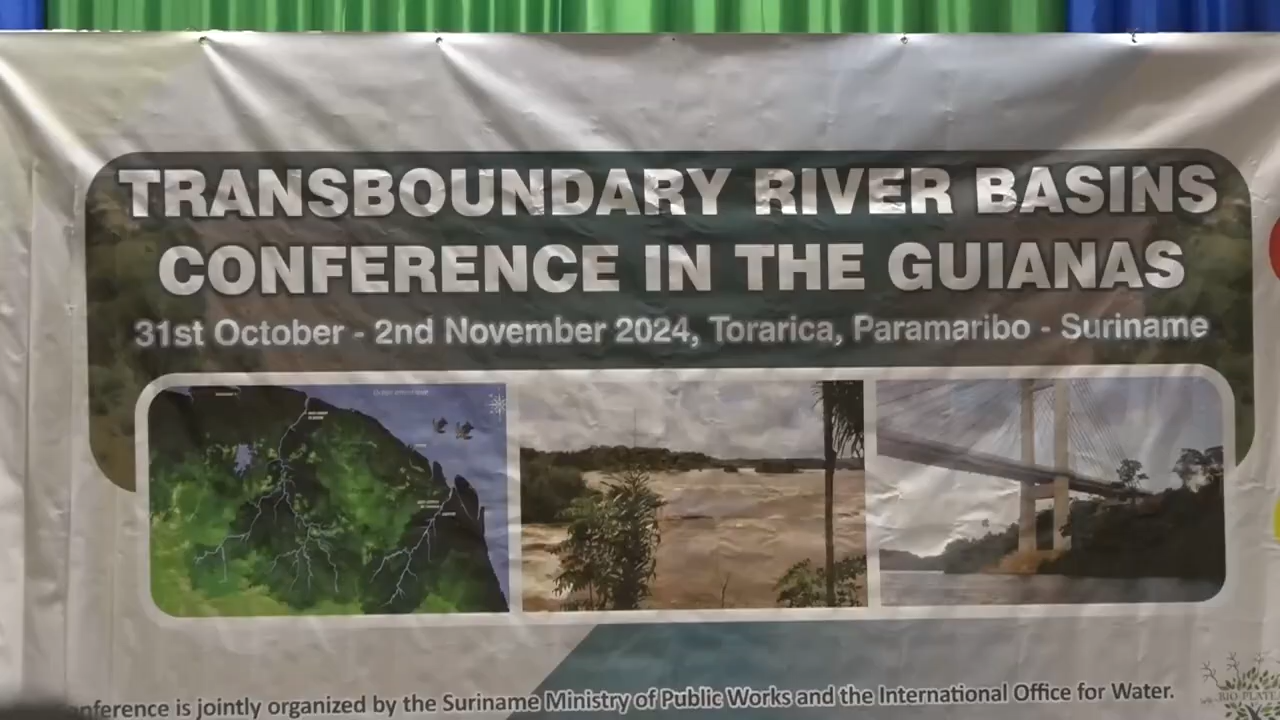 TRANSBOUNDARY RIVER BASINS
CONFERENCE IN THE GUIANAS
31st October - 2nd November 2024, Torarica, Paramaribo - Suriname
onference is jointly organized by the Suriname Ministry of Public Works and the International Office for Water.